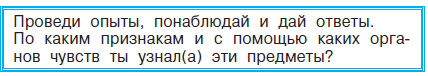 Проведи опыты, понаблюдай и дай ответы.
По каким признакам и с помощью каких орга-
нов чувств ты узнал(а) эти предметы?